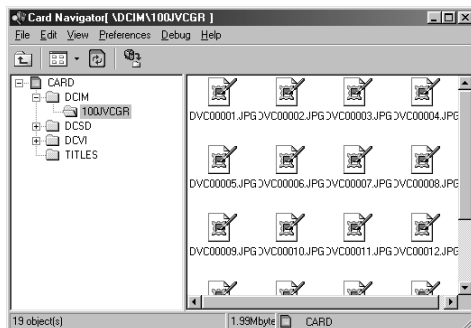 Card Navigator[ \DCIM\100JVCGR ]
File Edit View Preferences Debug Help
CARD
DCIM
100JVCGR
DCSD
DCVI
TITLES
DVC00001.JPG DVC00002.JPG DVC00003.JPG DVC00004.JPG
DVC00005.JPG DVC00006.JPG DVC00007.JPG DVC00008.JPG
DVC00009.JPG DVC00010.JPG DVC00011.JPG DVC00012.JPG
19 object(s) 1.99Mbyte CARD